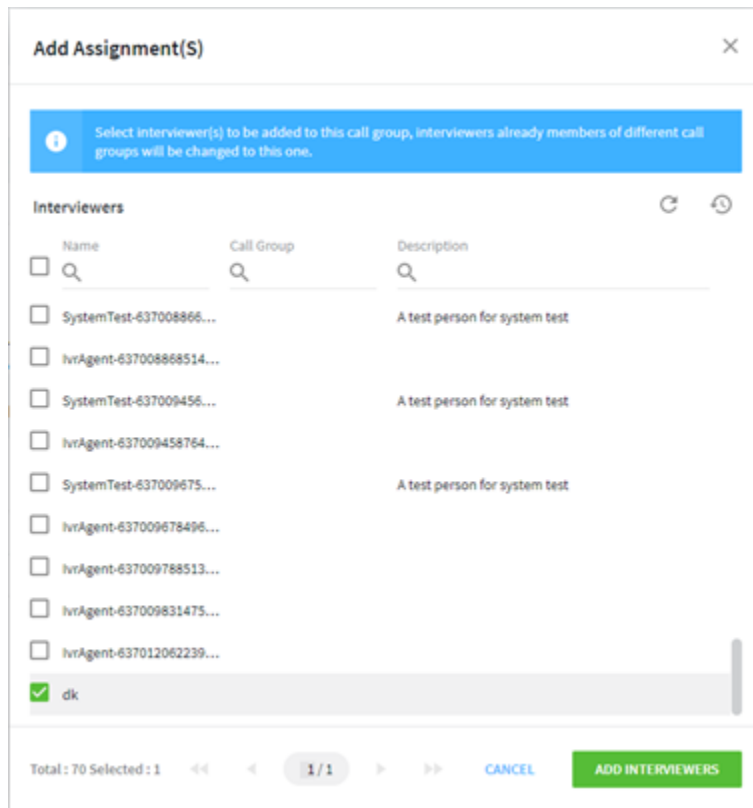 Add Assignment(S)
Select interviewer(s) to be added to this call group, interviewers already members of different call
groups will be changed to this one.
Interviewers
Name Call Group Description
SystemTest-637008866... A test person for system test
IvrAgent-637008868514...
SystemTest-637009456... A test person for system test
IvrAgent-637009458764...
SystemTest-637009675... A test person for system test
IvrAgent-637009678496...
IvrAgent-637009788513...
IvrAgent-637009831475...
IvrAgent-637012062239...
dk
Total : 70 Selected : 1 1 / 1 CANCEL ADD INTERVIEWERS